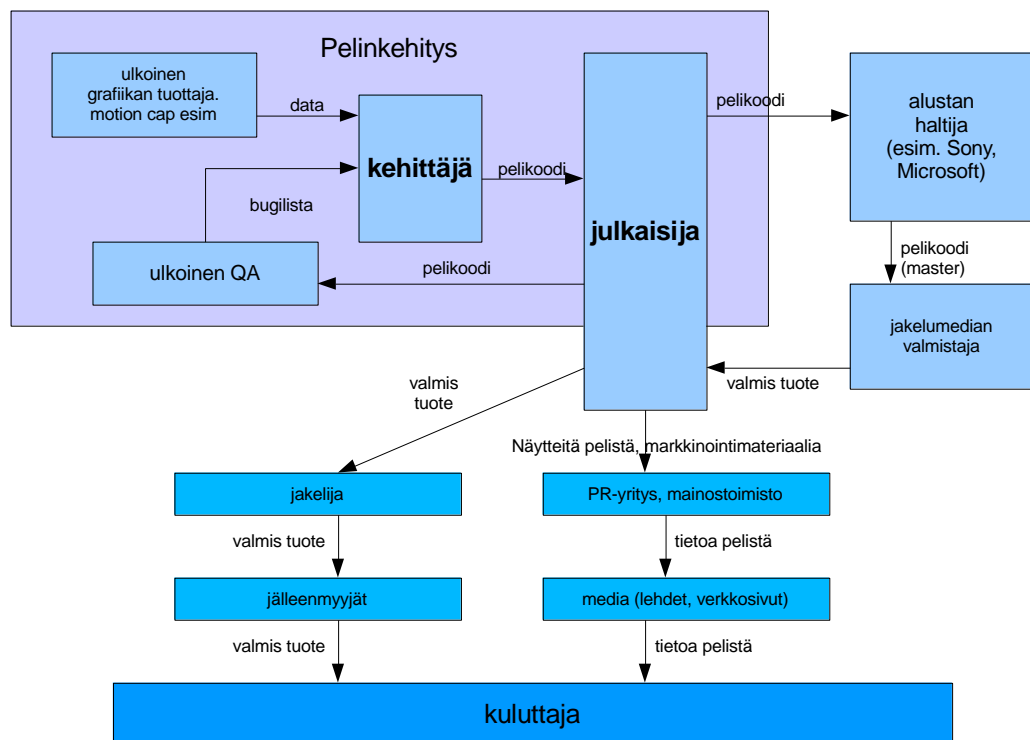 Pelinkehitys
ulkoinen
grafiikan tuottaja.
motion cap esim
data
kehittäjä
pelikoodi
julkaisija
pelikoodi
alustan
haltija
(esim. Sony,
Microsoft)
bugilista
ulkoinen QA
pelikoodi
pelikoodi
(master)
jakelumedian
valmistaja
valmis tuote
valmis
tuote
Näytteitä pelistä, markkinointimateriaalia
jakelija
PR-yritys, mainostoimisto
valmis tuote
tietoa pelistä
jälleenmyyjät
media (lehdet, verkkosivut)
valmis tuote
tietoa pelistä
kuluttaja